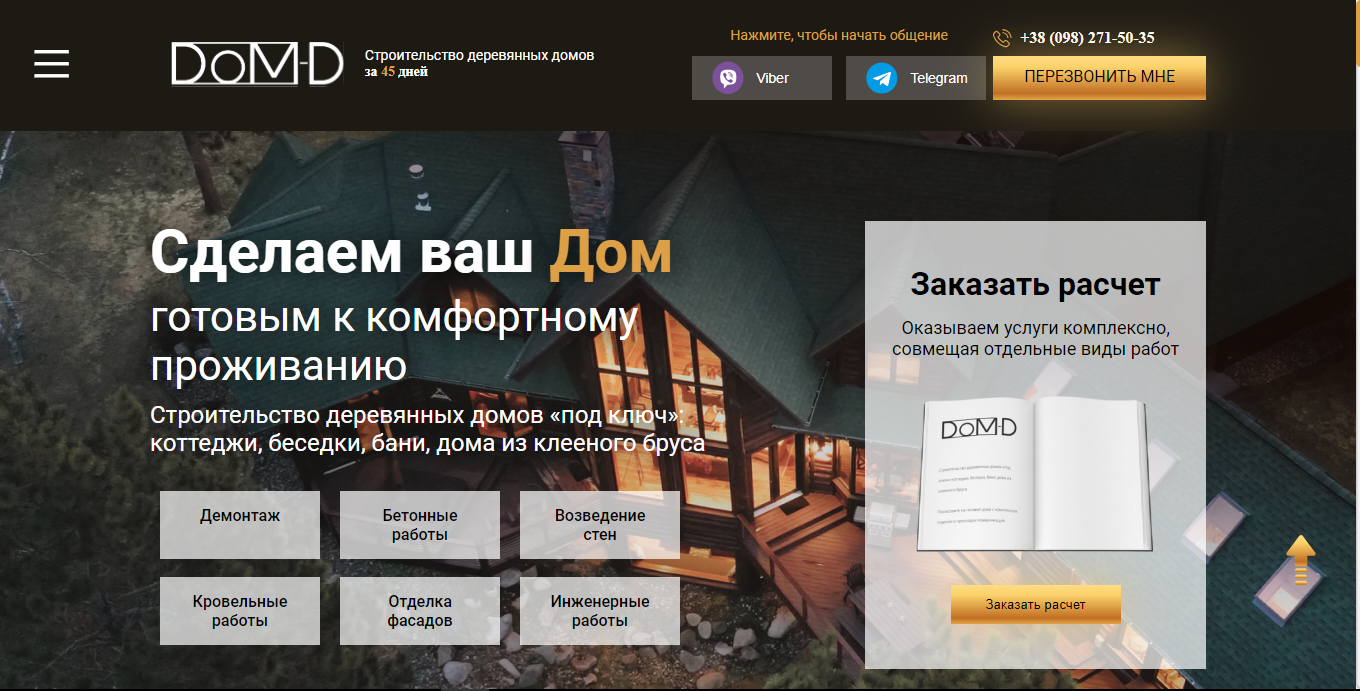 DOM-D
Строительство деревянных домов
за 45 дней
Нажмите, чтобы начать общение
Viber
Telegram
+38 (098) 271-50-35
ПЕРЕЗВОНИТЬ МНЕ
Сделаем ваш Дом
готовым к комфортному
проживанию
Строительство деревянных домов «под ключ»:
коттеджи, беседки, бани, дома из клееного бруса
Демонтаж
Бетонные
работы
Возведение
стен
Кровельные
работы
Отделка
фасадов
Инженерные
работы
Заказать расчет
Оказываем услуги комплексно,
совмещая отдельные виды работ
DOM-D
Заказать расчет